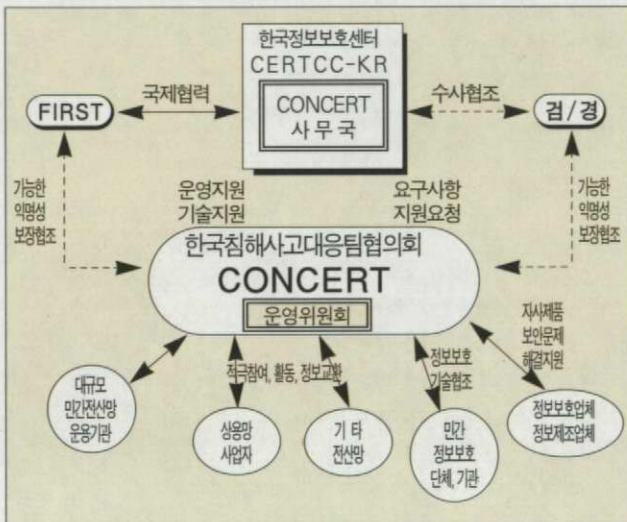 한국정보보호센터
CERTCC-KR
CONCERT
사무국
FIRST
국제협력
수사협조
검/경
가능한
익명성
보장협조
운영지원
기술지원
요구사항
지원요청
가능한
익명성
보장협조
한국침해사고대응팀협의회
CONCERT
운영위원회
자사제품
보안문제
해결지원
적극참여, 활동, 정보교환
정보보호
기술협조
대규모
민간전산망
운용기관
상용망
사업자
기 타
전산망
민간
정보보호
단체, 기관
정보보호업체
정보제조업체